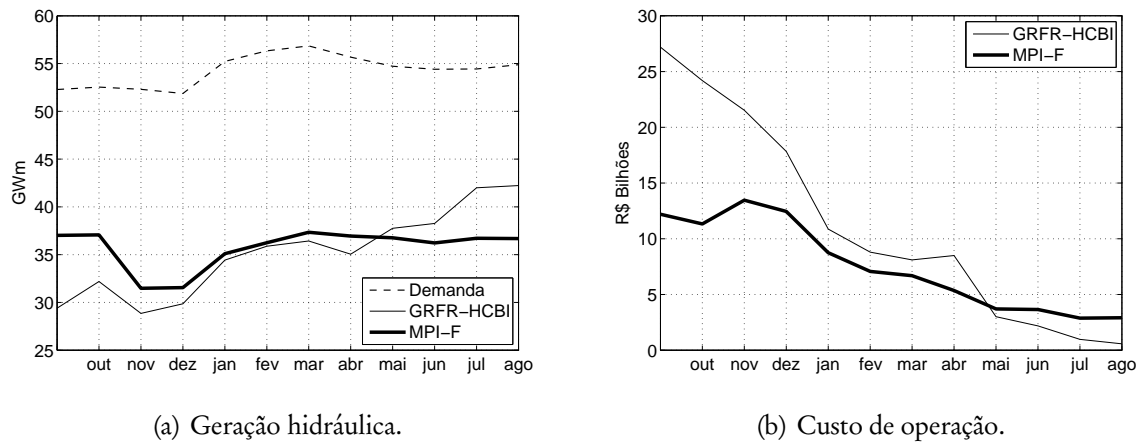 60
55
50
45
40
35
30
25
GWm
out nov dez jan fev mar abr mai jun jul ago
Demanda
GRFR−HCBI
MPI−F
(a) Geração hidráulica.
30
25
20
15
10
5
0
R$ Bilhões
out nov dez jan fev mar abr mai jun jul ago
GRFR−HCBI
MPI−F
(b) Custo de operação.